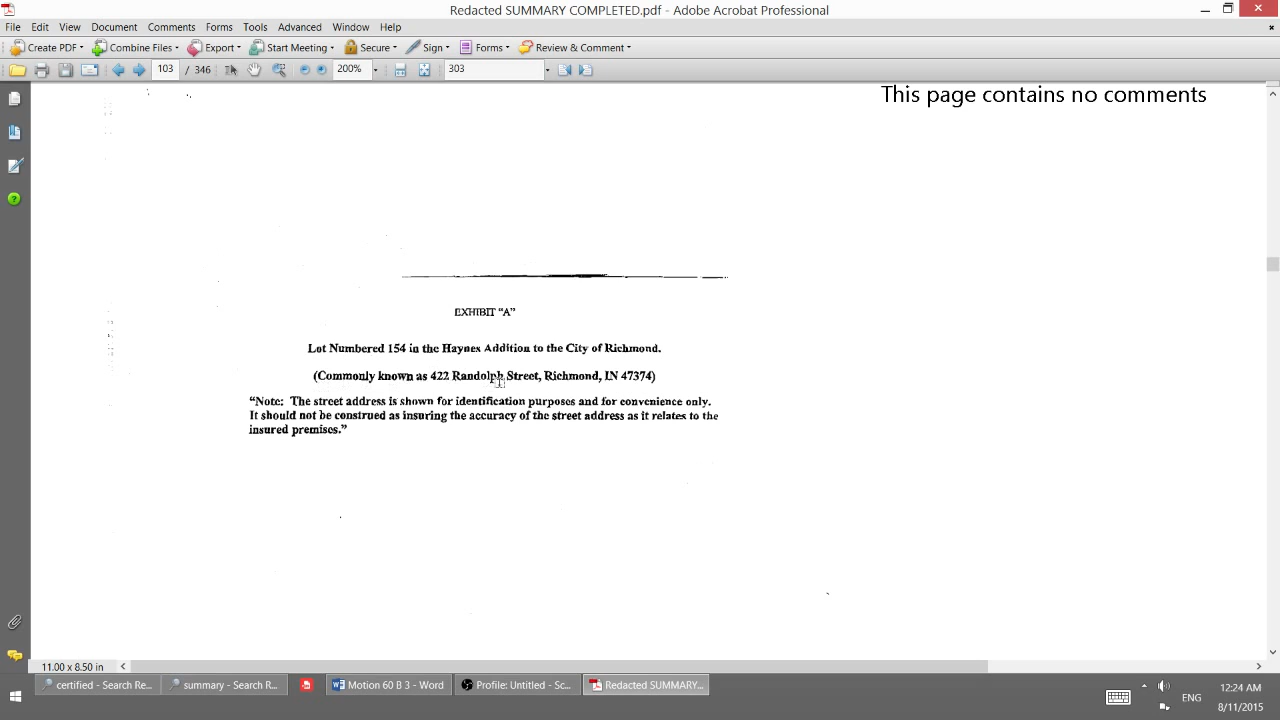 Redacted SUMMARY COMPLETED.pdf - Adobe Acrobat Professional
File Edit View Document Comments Forms Tools Advanced Window Help
Create PDF Combine Files Export Start Meeting Secure Sign Forms Review & Comment
103 / 346 200% 303
This page contains no comments
EXHIBIT “A”
Lot Numbered 154 in the Haynes Addition to the City of Richmond.
(Commonly known as 422 Randolph Street, Richmond, IN 47374)
“Note: The street address is shown for identification purposes and for convenience only.
It should not be construed as insuring the accuracy of the street address as it relates to the
insured premises.”
11.00 x 8.50 in
certified - Search Re... summary - Search R... Motion 60 B 3 - Word Profile: Untitled - Sc... Redacted SUMMARY...
ENG
12:24 AM
8/11/2015